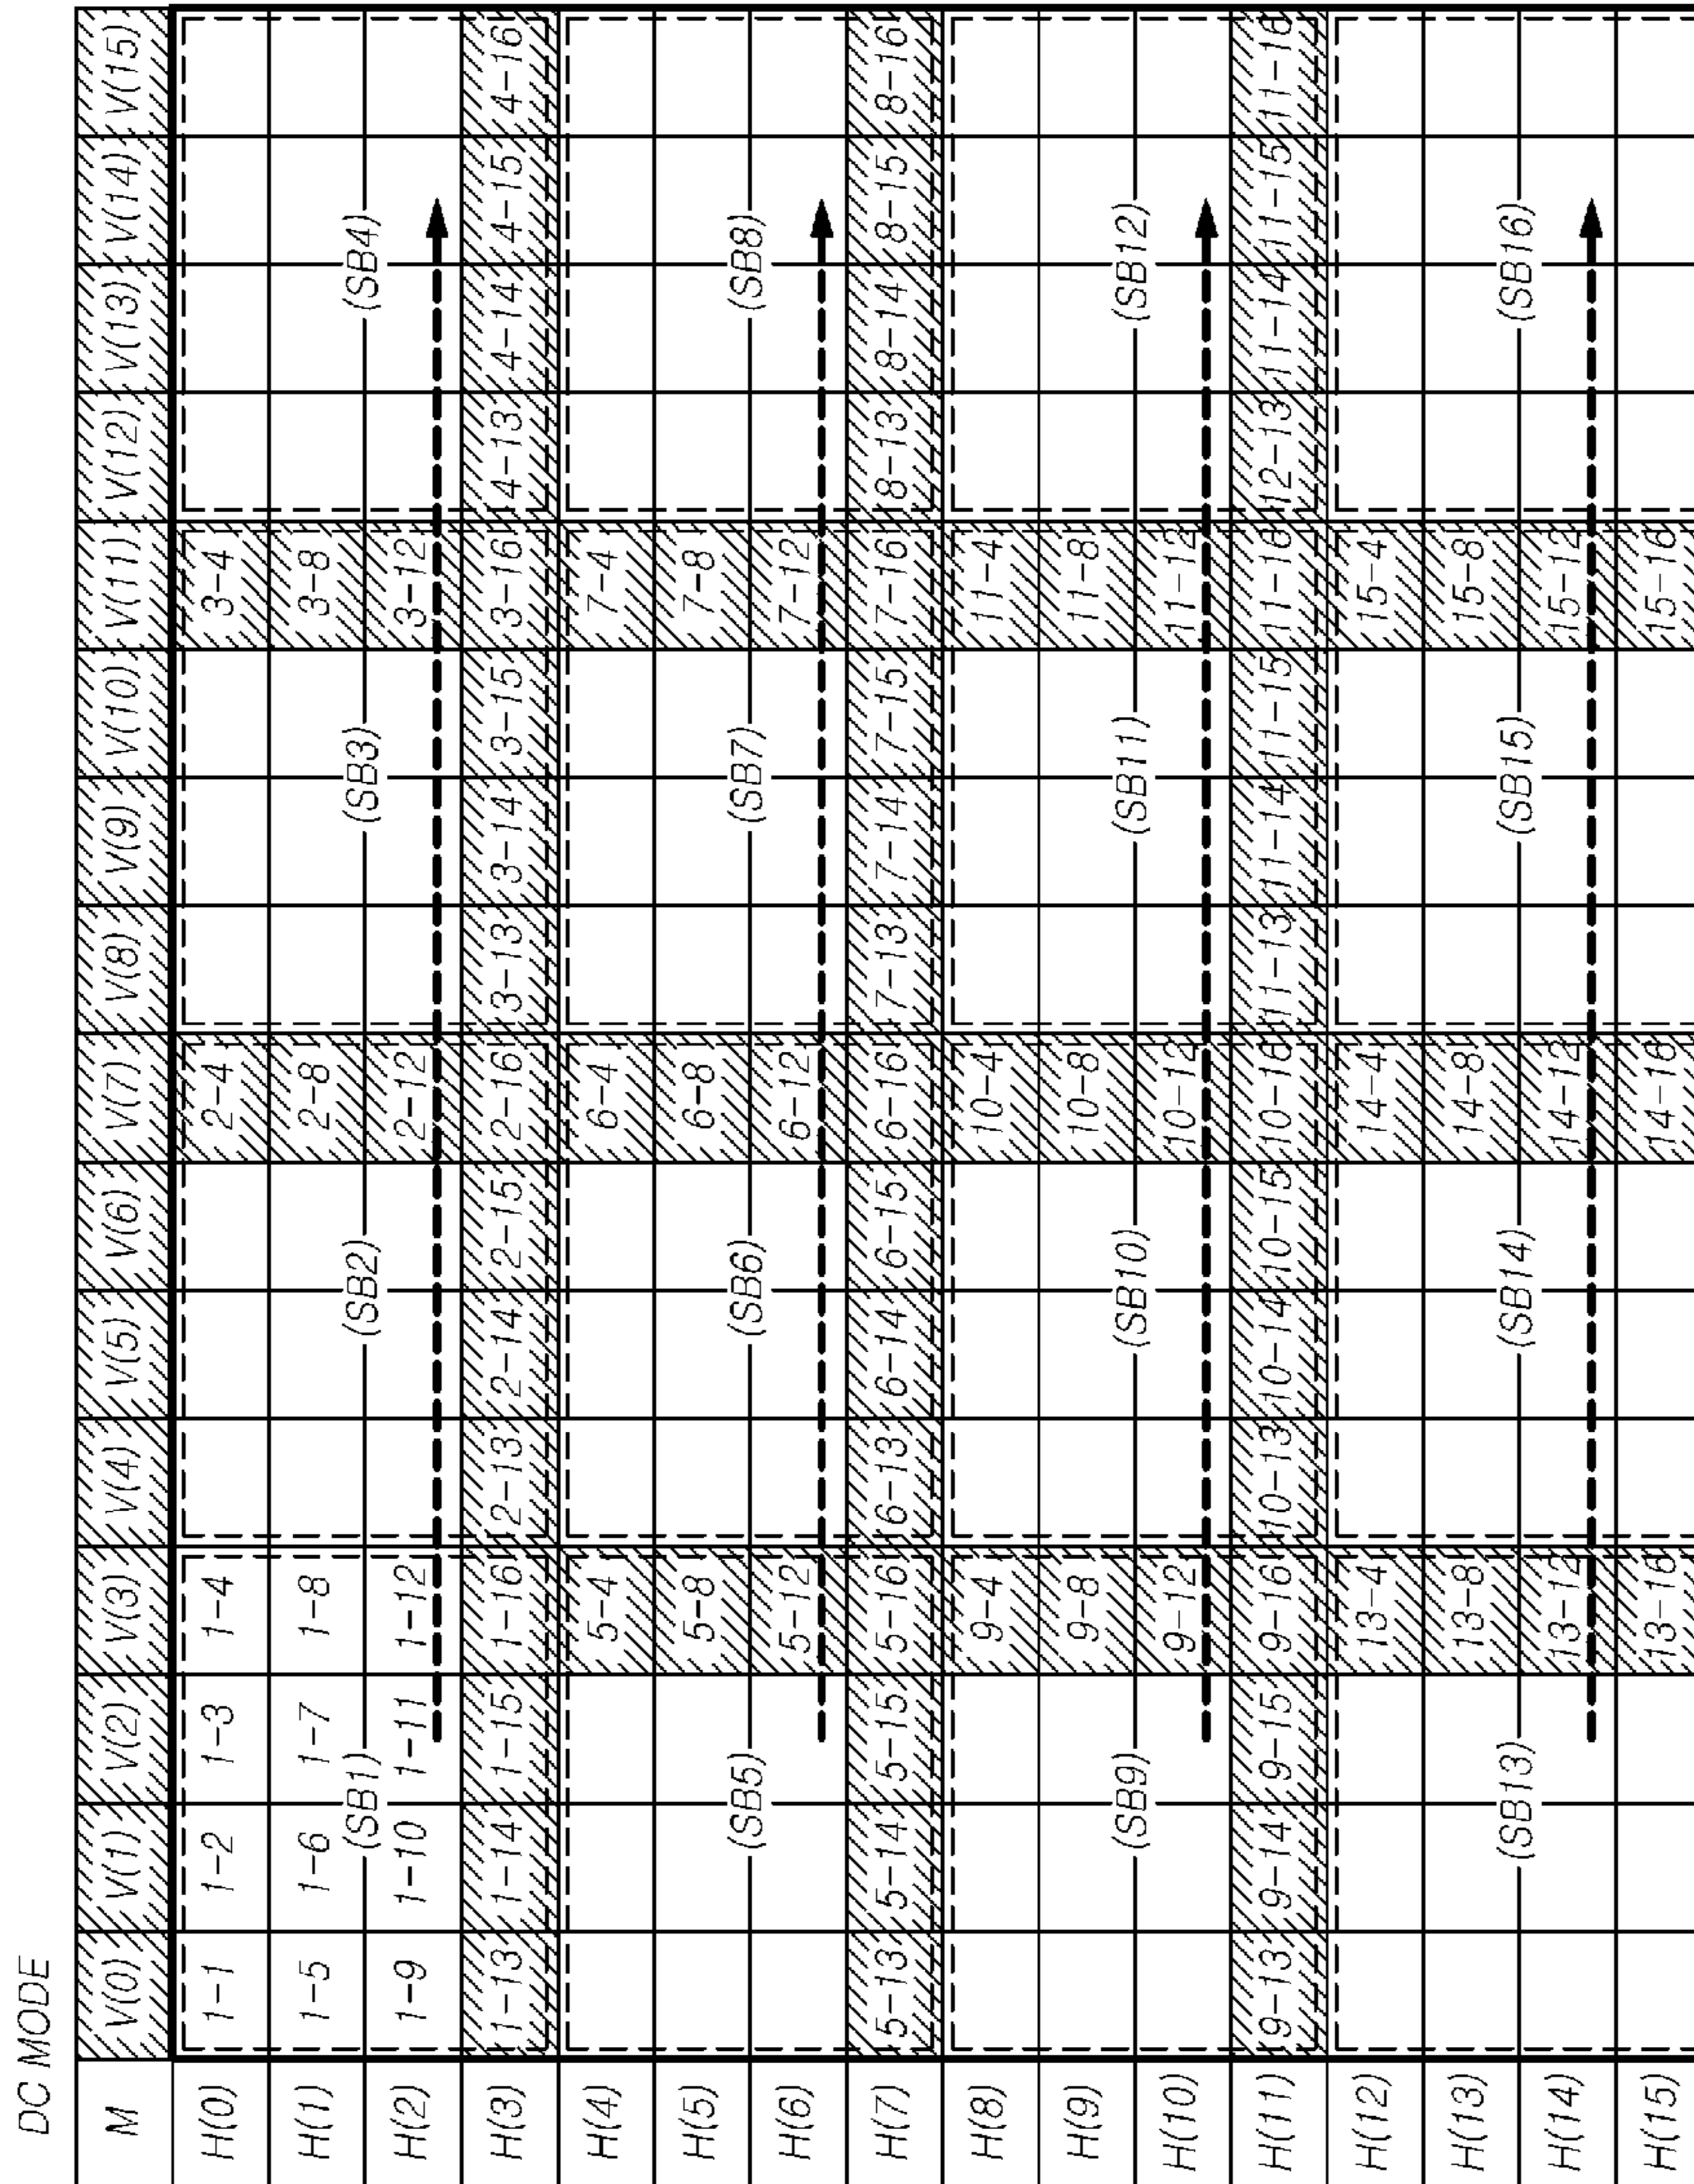 DC MODE
M V(0) V(1) V(2) V(3) V(4) V(5) V(6) V(7) V(8) V(9) V(10) V(11) V(12) V(13) V(14) V(15)
H(0) 1-1 1-2 1-3 1-4 2-4 3-4
H(1) 1-5 1-6 1-7 1-8 2-8 3-8
(SB1) (SB2) (SB3) (SB4)
H(2) 1-9 1-10 1-11 1-12 2-12 3-12
H(3) 1-13 1-14 1-15 1-16 2-13 2-14 2-15 2-16 3-13 3-14 3-15 3-16 4-13 4-14 4-15 4-16
H(4) 5-4 6-4 7-4
H(5) 5-8 6-8 7-8
(SB5) (SB6) (SB7) (SB8)
H(6) 5-12 6-12 7-12
H(7) 5-13 5-14 5-15 5-16 6-13 6-14 6-15 6-16 7-13 7-14 7-15 7-16 8-13 8-14 8-15 8-16
H(8) 9-4 10-4 11-4
H(9) 9-8 10-8 11-8
(SB9) (SB10) (SB11) (SB12)
H(10) 9-12 10-12 11-12
H(11) 9-13 9-14 9-15 9-16 10-13 10-14 10-15 10-16 11-13 11-14 11-15 11-16 12-13 11-14 11-15 11-16
H(12) 13-4 14-4 15-4
H(13) 13-8 14-8 15-8
(SB13) (SB14) (SB15) (SB16)
H(14) 13-12 14-12 15-12
H(15) 13-16 14-16 15-16